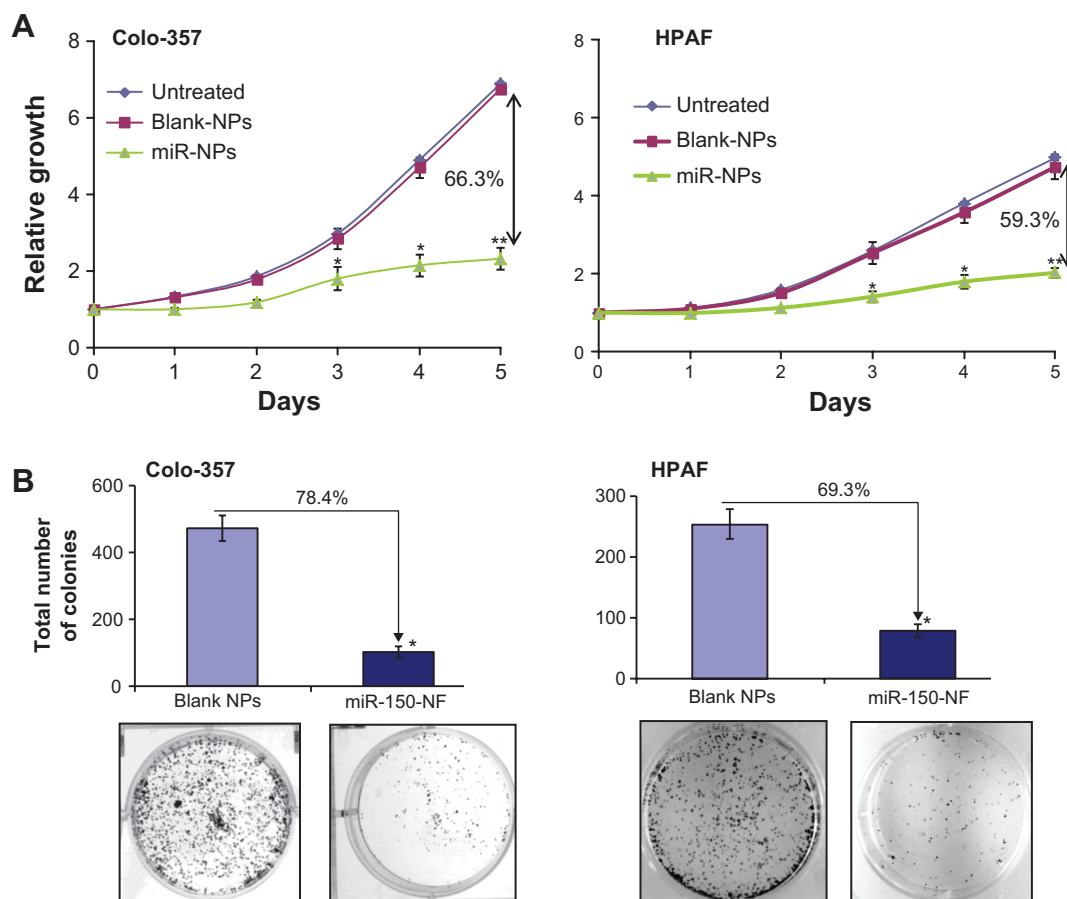 A
Colo-357
8
6
4
2
0
Relative growth
Untreated
Blank-NPs
miR-NPs
66.3%
*
*
**
0 1 2 3 4 5
Days
HPAF
8
6
4
2
0
Untreated
Blank-NPs
miR-NPs
59.3%
*
*
**
0 1 2 3 4 5
Days
B
Colo-357
600
400
200
0
Total number
of colonies
78.4%
*
Blank NPs miR-150-NF
HPAF
300
200
100
0
69.3%
*
Blank NPs miR-150-NF